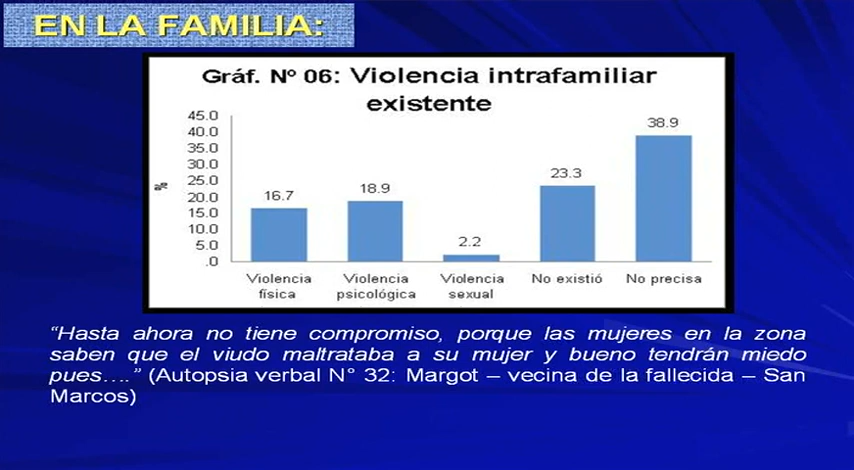 EN LA FAMILIA:
Gráf. Nº 06: Violencia intrafamiliar
existente
45.0
40.0
35.0
30.0
25.0
20.0
15.0
10.0
5.0
.0
%
16.7
18.9
2.2
23.3
38.9
Violencia
física
Violencia
psicológica
Violencia
sexual
No existió
No precisa
“Hasta ahora no tiene compromiso, porque las mujeres en la zona
saben que el viudo maltrataba a su mujer y bueno tendrán miedo
pues….” (Autopsia verbal N° 32: Margot – vecina de la fallecida – San
Marcos)